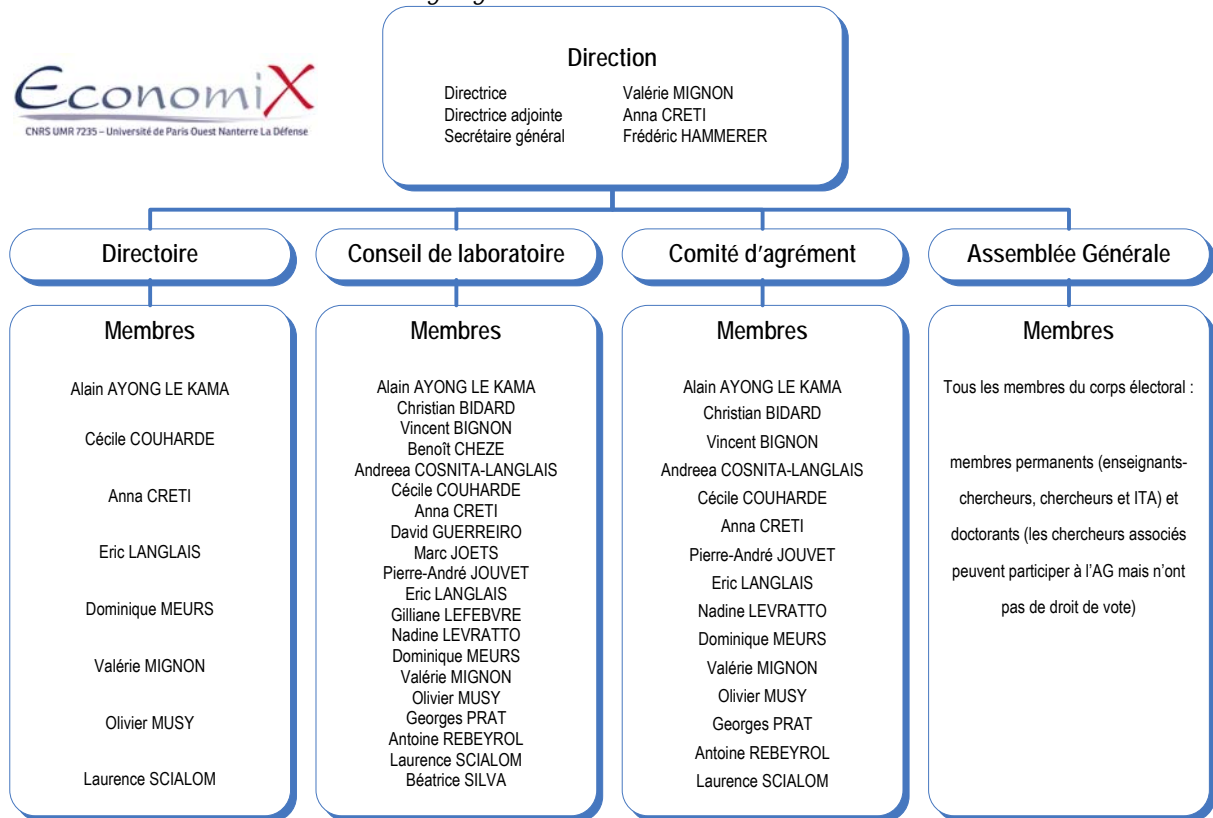 EconomiX
CNRS UMR 7235 – Université de Paris Ouest Nanterre La Défense
Direction
Directrice Valérie MIGNON
Directrice adjointe Anna CRETI
Secrétaire général Frédéric HAMMERER
Directoire
Membres
Alain AYONG LE KAMA
Cécile COUHARDE
Anna CRETI
Eric LANGLAIS
Dominique MEURS
Valérie MIGNON
Olivier MUSY
Laurence SCIALOM
Conseil de laboratoire
Membres
Alain AYONG LE KAMA
Christian BIDARD
Vincent BIGNON
Benoît CHEZE
Andreea COSNITA-LANGLAIS
Cécile COUHARDE
Anna CRETI
David GUERREIRO
Marc JOETS
Pierre-André JOUVET
Eric LANGLAIS
Gilliane LEFEBVRE
Nadine LEVRATTO
Dominique MEURS
Valérie MIGNON
Olivier MUSY
Georges PRAT
Antoine REBEYROL
Laurence SCIALOM
Béatrice SILVA
Comité d'agrément
Membres
Alain AYONG LE KAMA
Christian BIDARD
Vincent BIGNON
Andreea COSNITA-LANGLAIS
Cécile COUHARDE
Anna CRETI
Pierre-André JOUVET
Eric LANGLAIS
Nadine LEVRATTO
Dominique MEURS
Valérie MIGNON
Olivier MUSY
Georges PRAT
Antoine REBEYROL
Laurence SCIALOM
Assemblée Générale
Membres
Tous les membres du corps électoral :
membres permanents (enseignants-
chercheurs, chercheurs et ITA) et
doctorants (les chercheurs associés
peuvent participer à l'AG mais n'ont
pas de droit de vote)